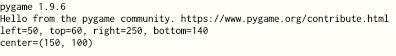 pygame 1.9.6
Hello from the pygame community. https://www.pygame.org/contribute.html
left=50, top=60, right=250, bottom=140
center=(150, 100)